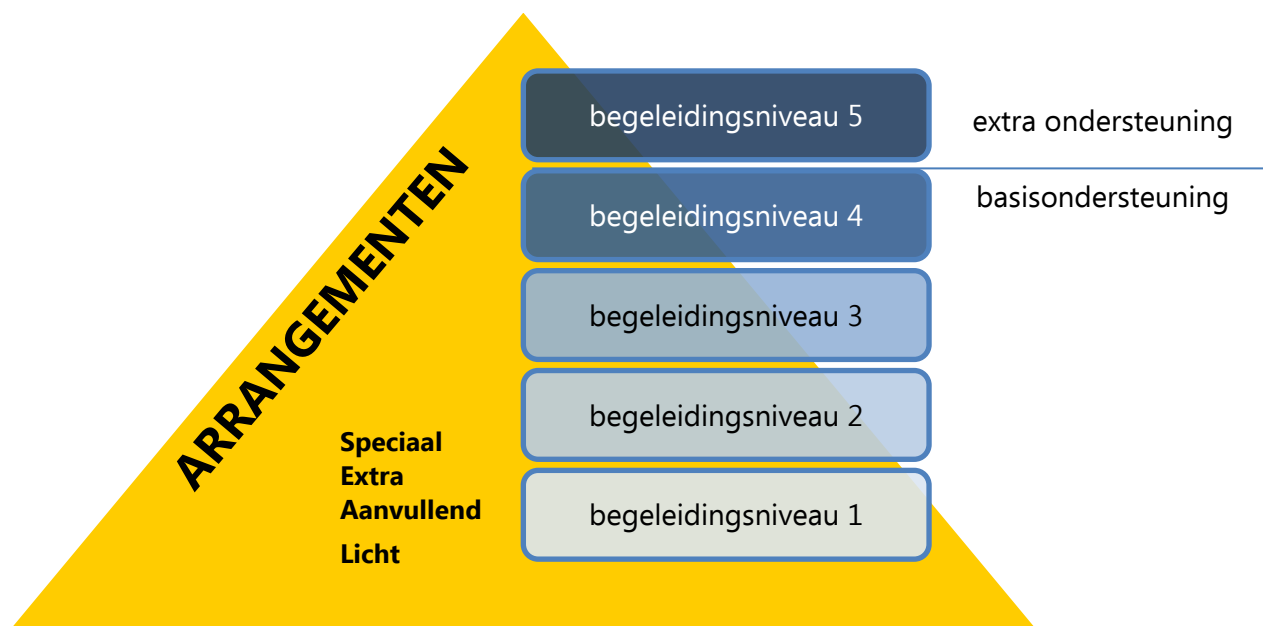 ARRANGEMENTEN
begeleidingsniveau 5
extra ondersteuning
begeleidingsniveau 4
basisondersteuning
begeleidingsniveau 3
begeleidingsniveau 2
begeleidingsniveau 1
Speciaal
Extra
Aanvullend
Licht